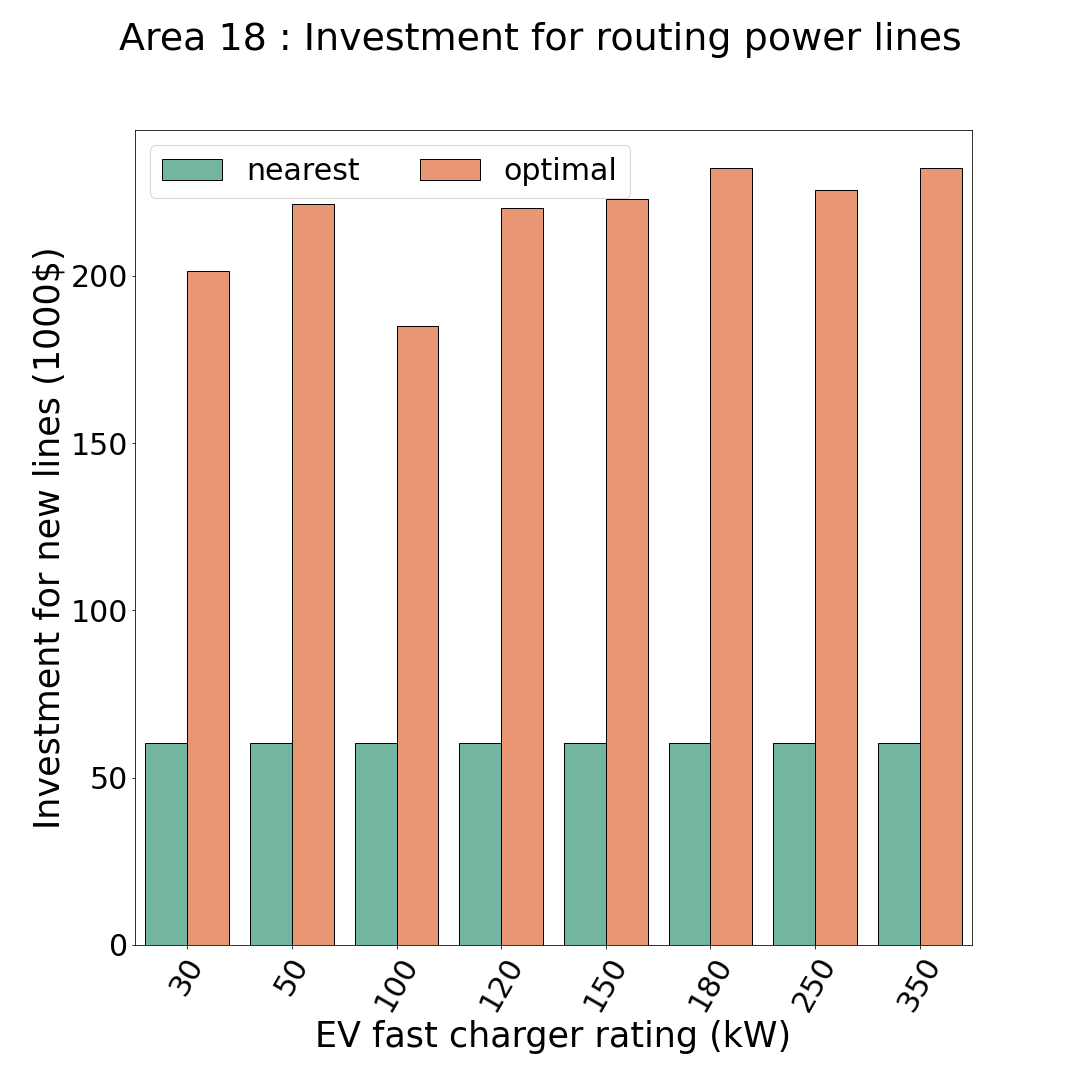 Area 18 : Investment for routing power lines
nearest
optimal
Investment for new lines (1000$)
200
150
100
50
0
30
50
100
120
150
180
250
350
EV fast charger rating (kW)